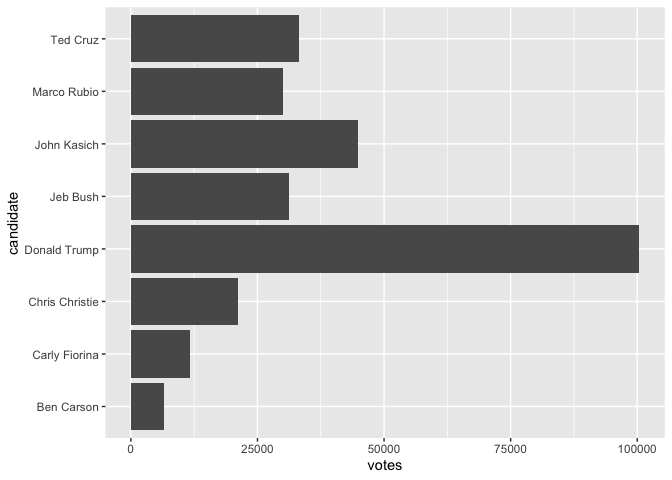 Ted Cruz
Marco Rubio
John Kasich
Jeb Bush
Donald Trump
Chris Christie
Carly Fiorina
Ben Carson
candidate
0 25000 50000 75000 100000
votes